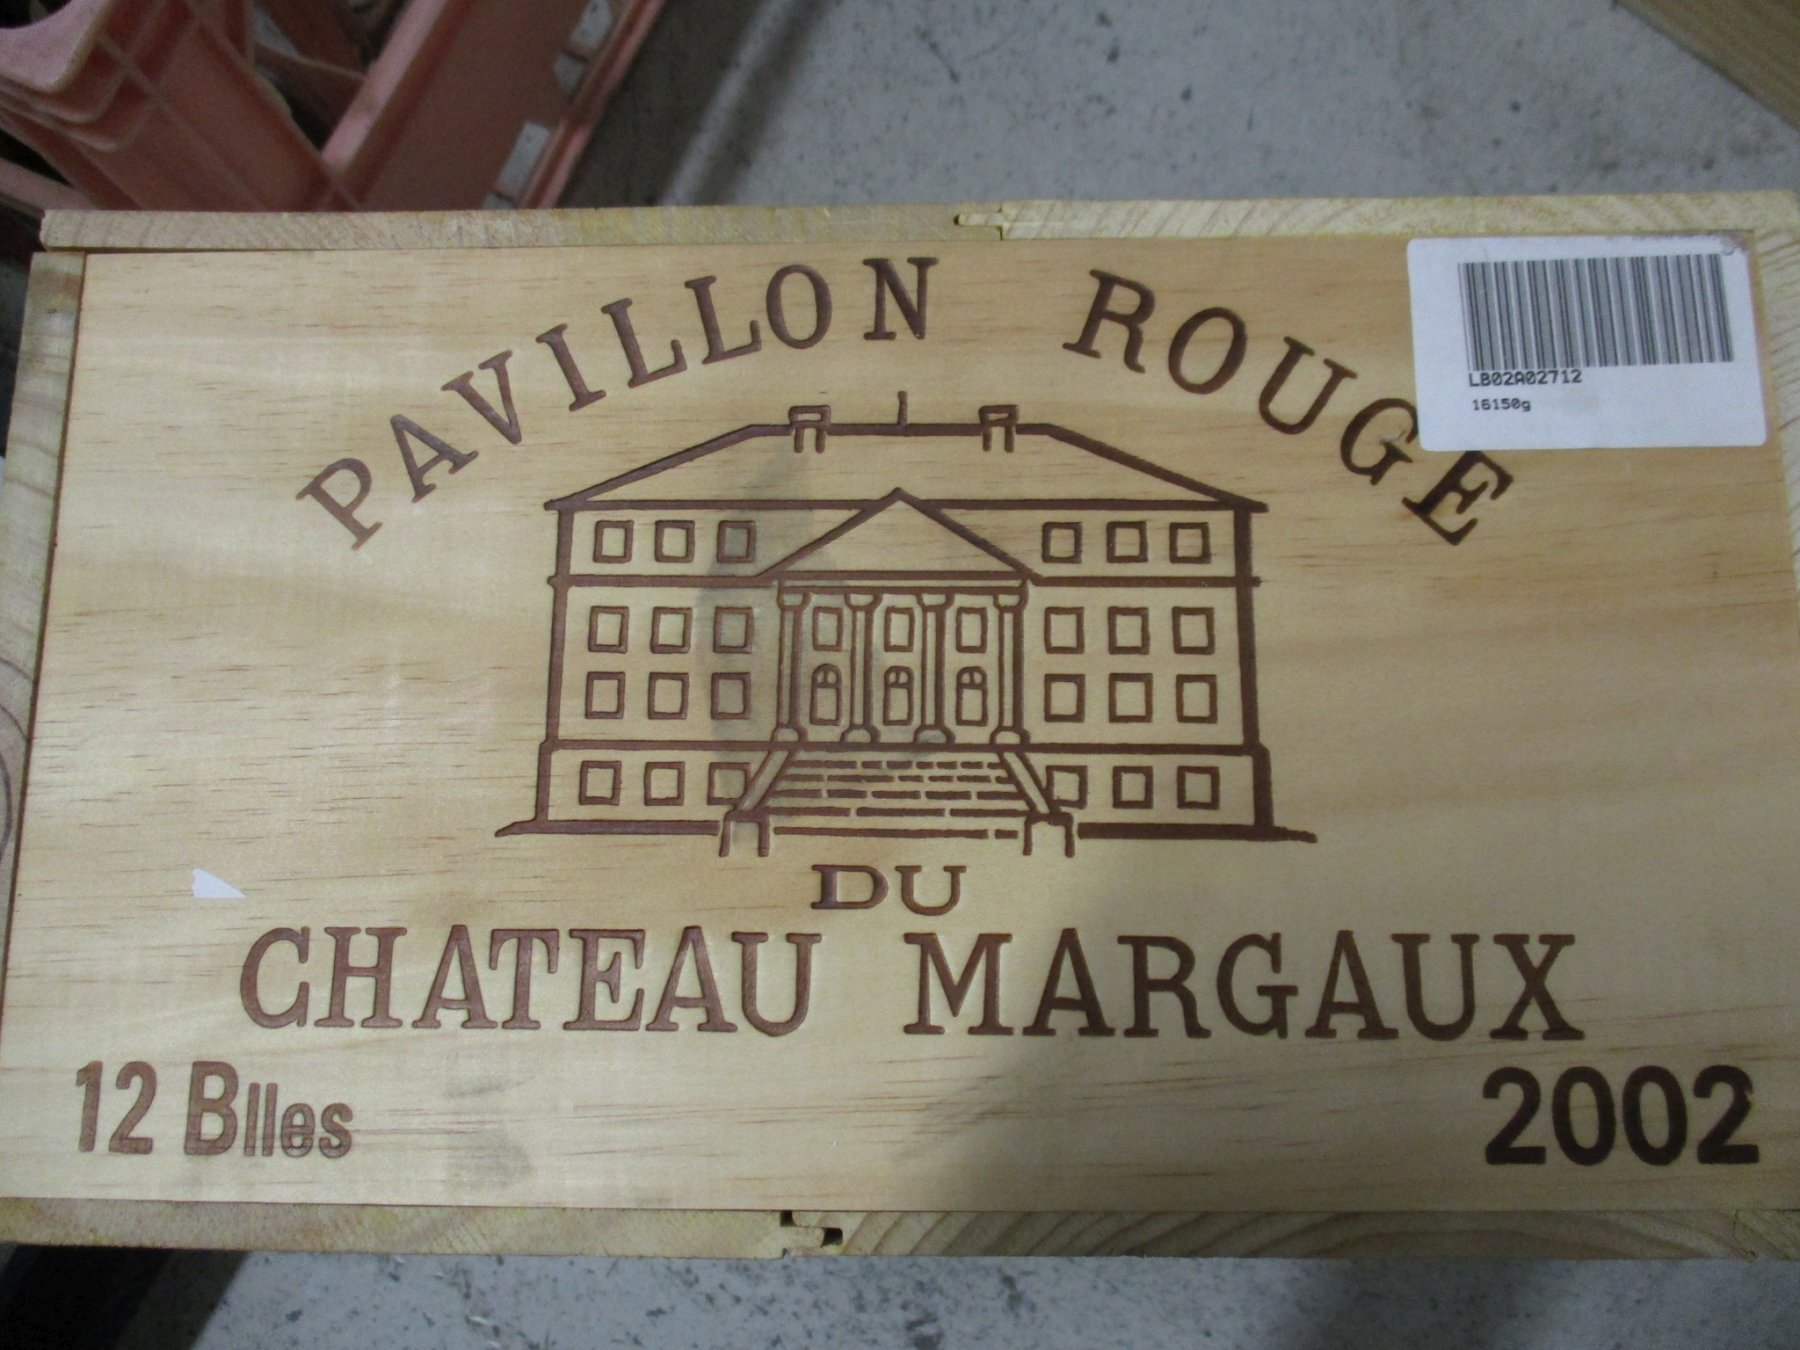 PAVILLON ROUGE
LB02A02712
16150g
DU
CHATEAU MARGAUX
12 Blles
2002